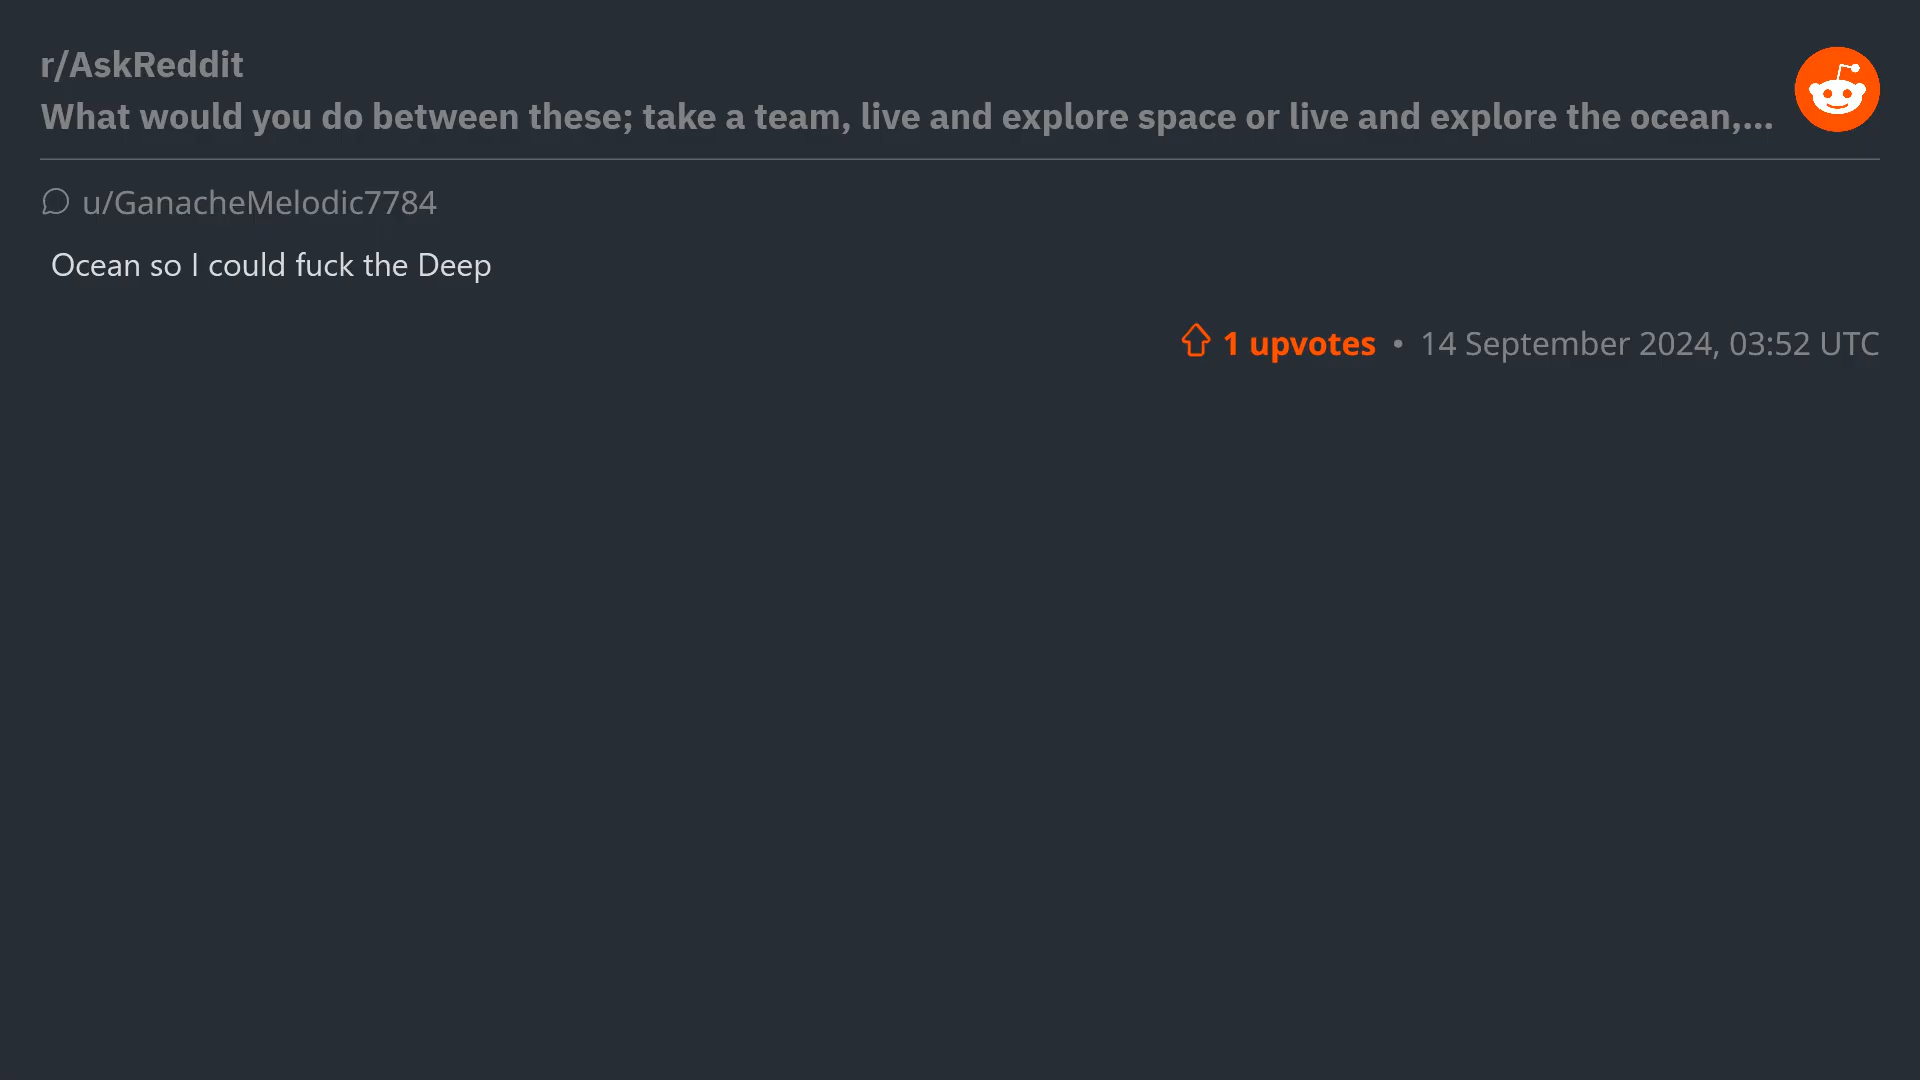 r/AskReddit
What would you do between these; take a team, live and explore space or live and explore the ocean,...
u/GanacheMelodic7784
Ocean so I could fuck the Deep
1 upvotes • 14 September 2024, 03:52 UTC